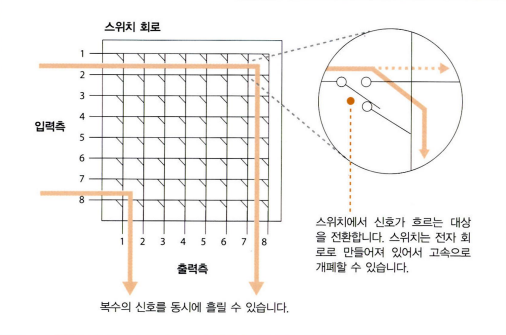 스위치 회로
1
2
3
4
5
6
7
8
입력측
1 2 3 4 5 6 7 8
출력측
복수의 신호를 동시에 흘릴 수 있습니다.
스위치에서 신호가 흐르는 대상
을 전환합니다. 스위치는 전자 회
로로 만들어져 있어서 고속으로
개폐할 수 있습니다.